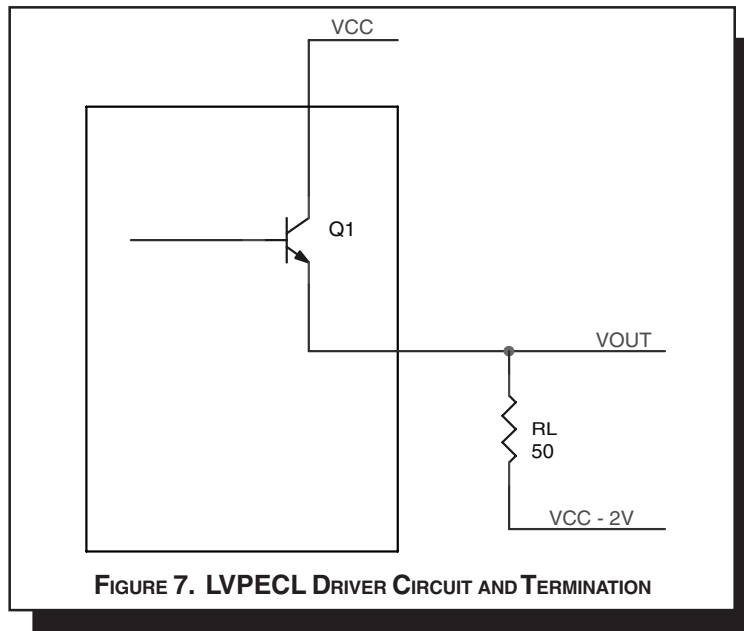 VCC
Q1
VOUT
RL
50
VCC - 2V
FIGURE 7. LVPECL DRIVER CIRCUIT AND TERMINATION